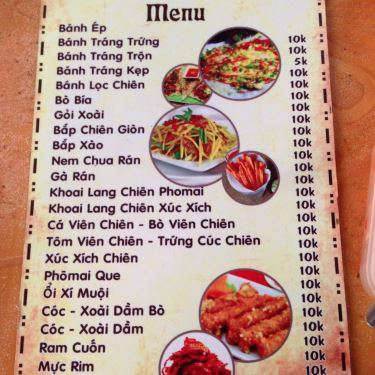 Menu
Bánh Ép 10k
Bánh Tráng Trứng 10k
Bánh Tráng Trộn 5k
Bánh Tráng Kẹp 10k
Bánh Lọc Chiên 10k
Bò Bía 10k
Gỏi Xoài 10k
Bắp Chiên Giòn 10k
Bắp Xào 10k
Nem Chua Rán 10k
Gà Rán 10k
Khoai Lang Chiên Phomai 10k
Khoai Lang Chiên Xúc Xích 10k
Cá Viên Chiên - Bò Viên Chiên 10k
Tôm Viên Chiên - Trứng Cúc Chiên 10k
Xúc Xích Chiên 10k
Phômai Que 10k
Ổi Xí Muội 10k
Cóc - Xoài Dầm Bò 10k
Cóc - Xoài Dầm 10k
Ram Cuốn 10k
Mực Rim 10k